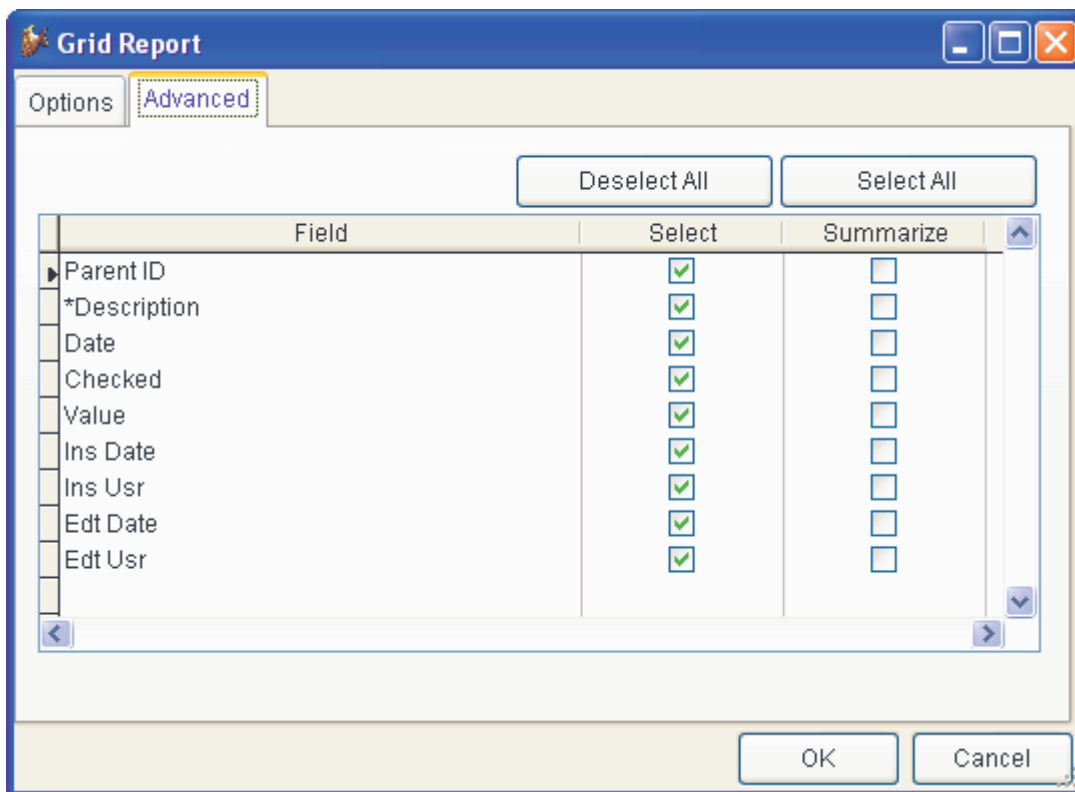 Grid Report
Options Advanced
Deselect All Select All
Field Select Summarize
Parent ID
*Description
Date
Checked
Value
Ins Date
Ins Usr
Edt Date
Edt Usr
OK Cancel